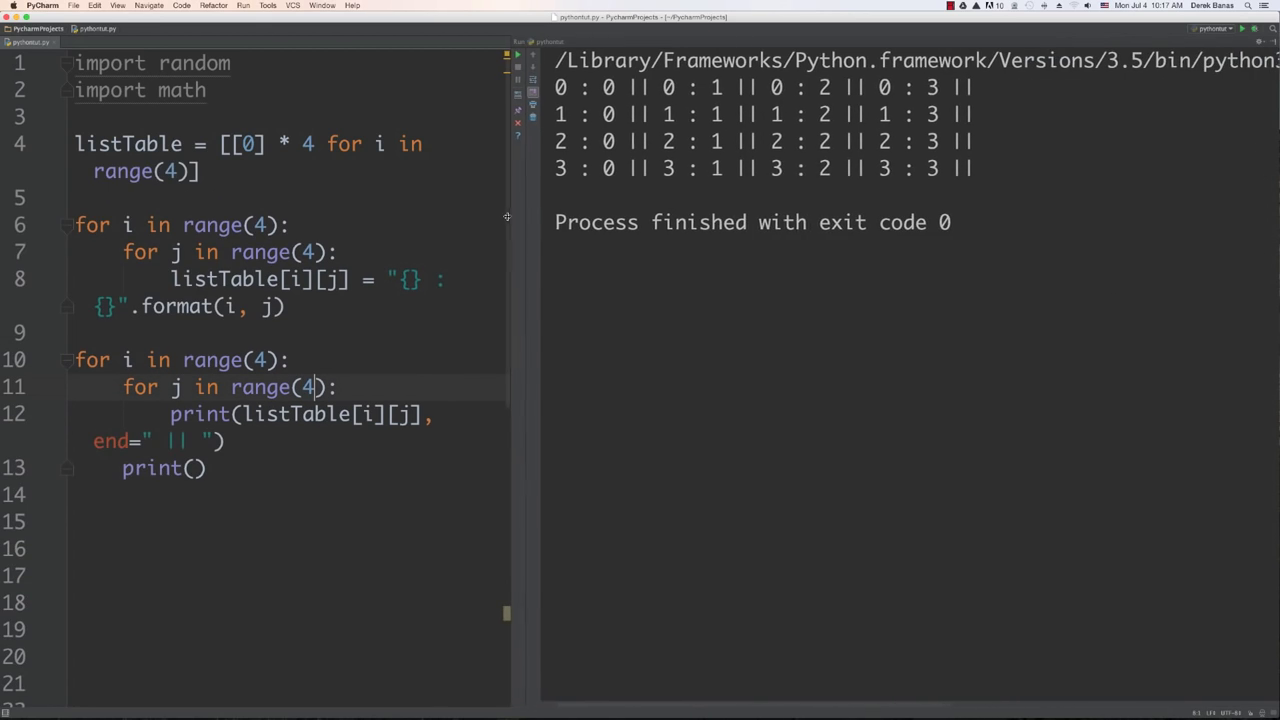 PyCharm File Edit View Navigate Code Refactor Run Tools VCS Window Help
10 Mon Jul 4 10:17 AM Derek Banas
pythontut.py - PycharmProjects - [~/PycharmProjects]
PycharmProjects pythontut.py pythontut
pythontut.py Run pythontut
1 import random
2 import math
3
4 listTable = [[0] * 4 for i in
range(4)]
5
6 for i in range(4):
7 for j in range(4):
8 listTable[i][j] = "{} :
{}".format(i, j)
9
10 for i in range(4):
11 for j in range(4):
12 print(listTable[i][j],
end=" || ")
13 print()
14
15
16
17
18
19
20
21
/Library/Frameworks/Python.framework/Versions/3.5/bin/python3
0 : 0 || 0 : 1 || 0 : 2 || 0 : 3 ||
1 : 0 || 1 : 1 || 1 : 2 || 1 : 3 ||
2 : 0 || 2 : 1 || 2 : 2 || 2 : 3 ||
3 : 0 || 3 : 1 || 3 : 2 || 3 : 3 ||
Process finished with exit code 0